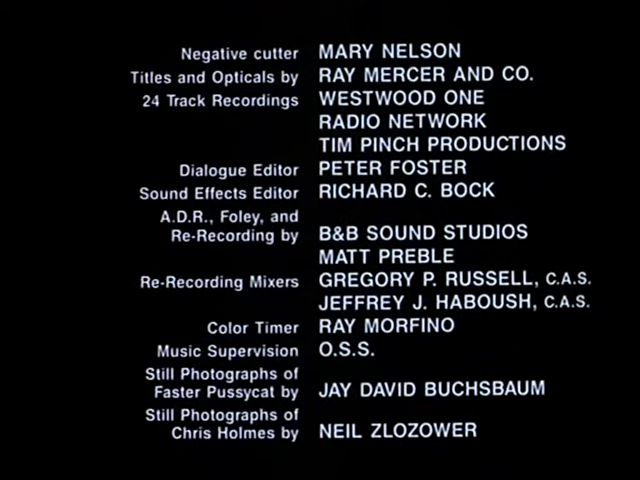 Negative cutter MARY NELSON
Titles and Opticals by RAY MERCER AND CO.
24 Track Recordings WESTWOOD ONE
RADIO NETWORK
TIM PINCH PRODUCTIONS
Dialogue Editor PETER FOSTER
Sound Effects Editor RICHARD C. BOCK
A.D.R., Foley, and
Re-Recording by B&B SOUND STUDIOS
MATT PREBLE
Re-Recording Mixers GREGORY P. RUSSELL, C.A.S.
JEFFREY J. HABOUSH, C.A.S.
Color Timer RAY MORFINO
Music Supervision O.S.S.
Still Photographs of
Faster Pussycat by JAY DAVID BUCHSBAUM
Still Photographs of
Chris Holmes by NEIL ZLOZOWER